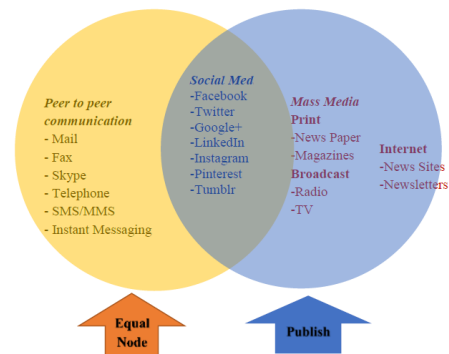 Peer to peer
communication
- Mail
- Fax
- Skype
- Telephone
- SMS/MMS
- Instant Messaging
Social Med
-Facebook
-Twitter
-Google+
-LinkedIn
-Instagram
-Pinterest
-Tumblr
Mass Media
Print
-News Paper
-Magazines
Broadcast
-Radio
-TV
Internet
-News Sites
-Newsletters
Equal
Node
Publish